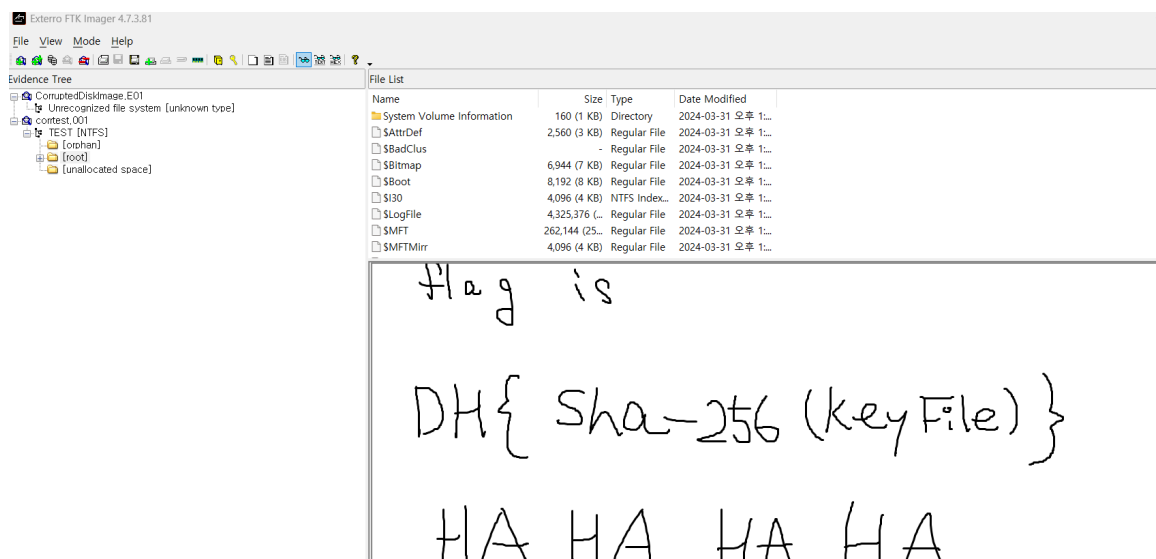 Exterro FTK Imager 4.7.3.81
File View Mode Help
Evidence Tree
File List
CorruptedDiskImage.E01
Unrecognized file system [unknown type]
corrtest.001
TEST [NTFS]
[orphan]
[root]
[unallocated space]
Name Size Type Date Modified
System Volume Information 160 (1 KB) Directory 2024-03-31 오후 1:...
$AttrDef 2,560 (3 KB) Regular File 2024-03-31 오후 1:...
$BadClus - Regular File 2024-03-31 오후 1:...
$Bitmap 6,944 (7 KB) Regular File 2024-03-31 오후 1:...
$Boot 8,192 (8 KB) Regular File 2024-03-31 오후 1:...
$I30 4,096 (4 KB) NTFS Index... 2024-03-31 오후 1:...
$LogFile 4,325,376 (... Regular File 2024-03-31 오후 1:...
$MFT 262,144 (25... Regular File 2024-03-31 오후 1:...
$MFTMirr 4,096 (4 KB) Regular File 2024-03-31 오후 1:...
flag is
DH{ Sha-256 (KeyFile) }
HA HA HA HA